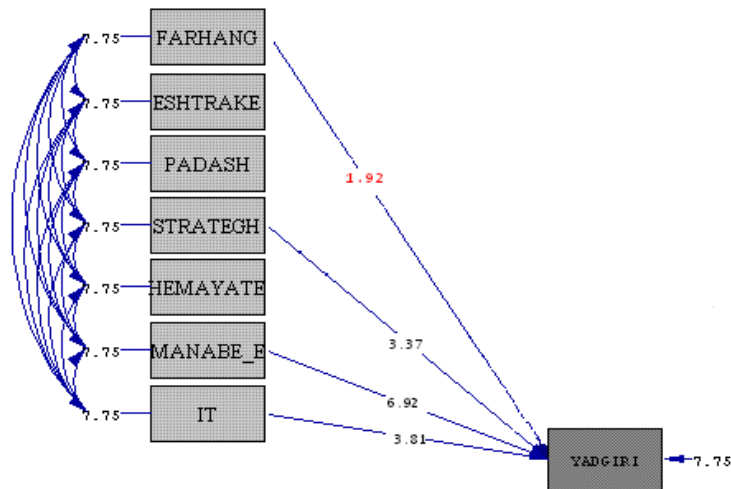 7.75 FARHANG
7.75 ESHTRAKE
7.75 PADASH
1.92
7.75 STRATEGH
7.75 HEMAYATE
3.37
7.75 MANABE_E
6.92
7.75 IT
3.81
YADGIRI 7.75